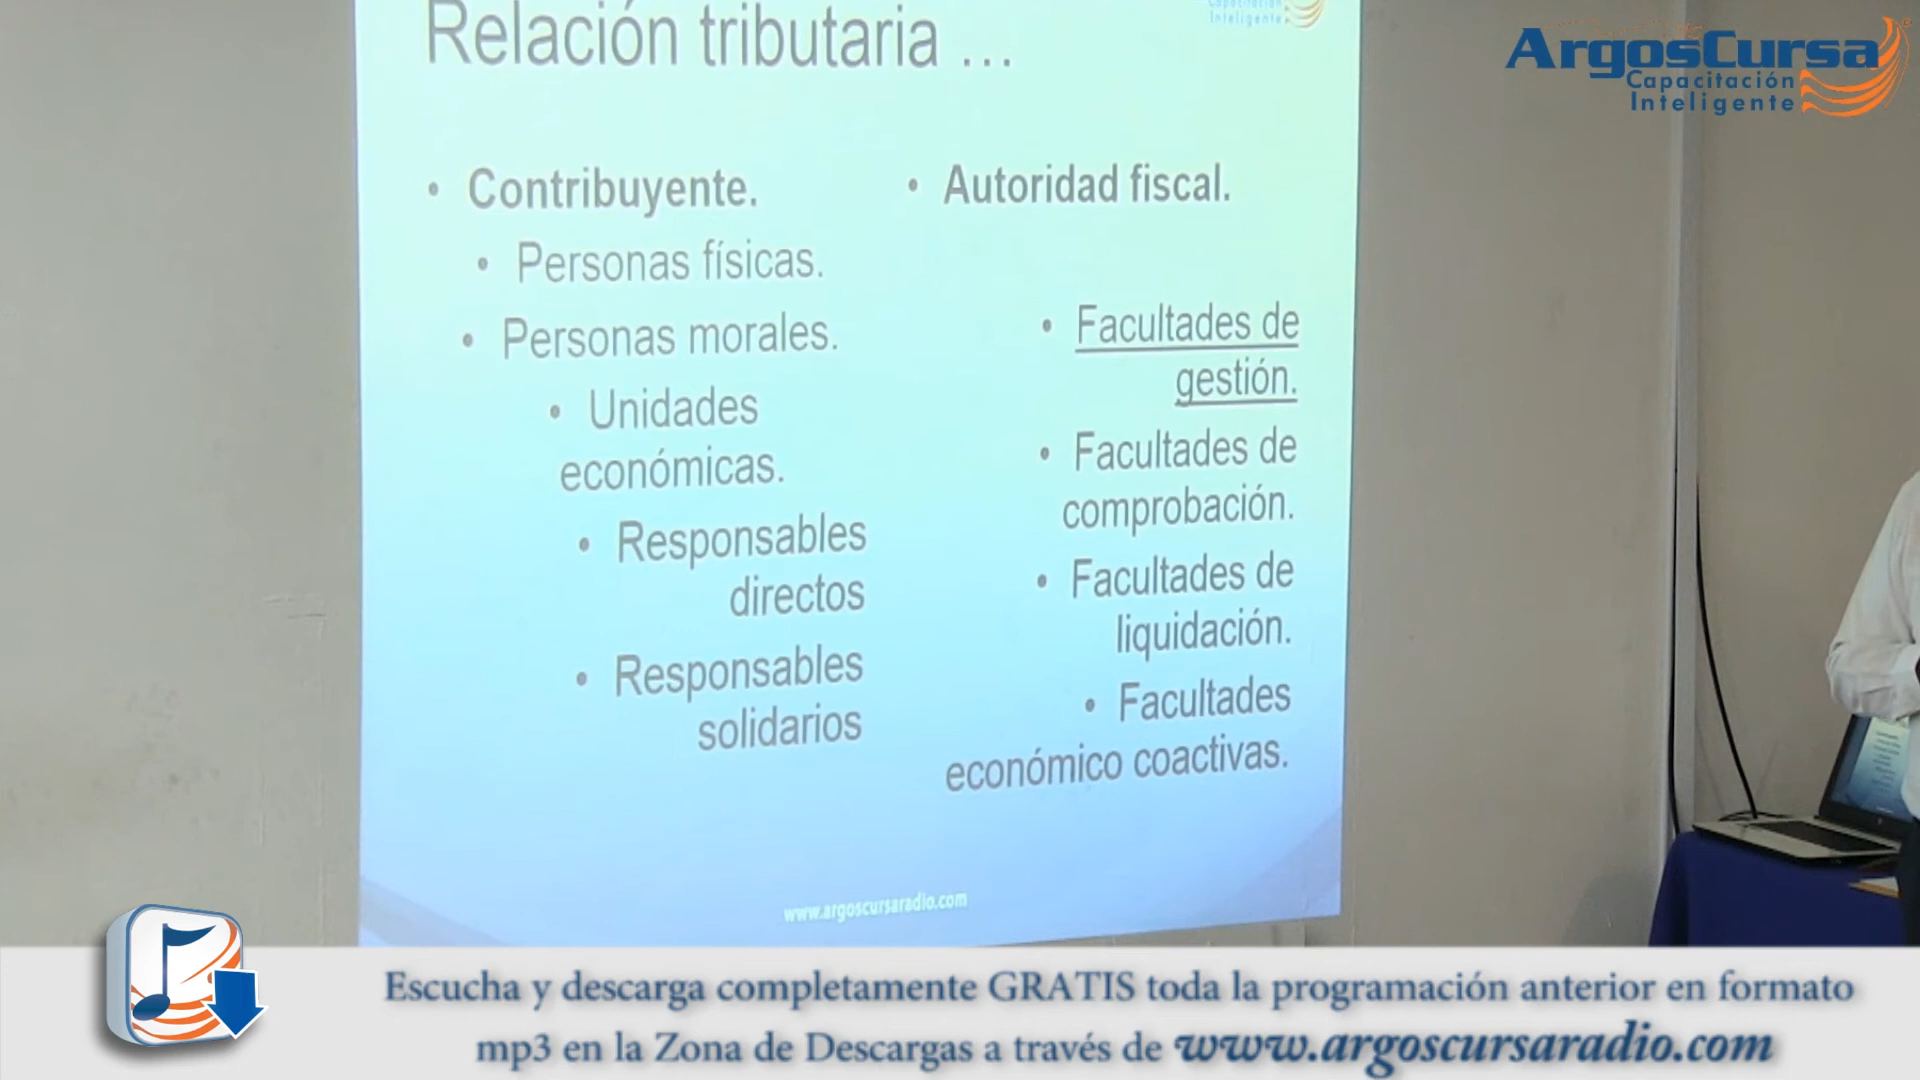 Relación tributaria ...
Capacitación
Inteligente
ArgosCursa
Capacitación
Inteligente
• Contribuyente.
• Personas físicas.
• Personas morales.
• Unidades
económicas.
• Responsables
directos
• Responsables
solidarios
• Autoridad fiscal.
• Facultades de
gestión.
• Facultades de
comprobación.
• Facultades de
liquidación.
• Facultades
económico coactivas.
www.argoscursaradio.com
Escucha y descarga completamente GRATIS toda la programación anterior en formato
mp3 en la Zona de Descargas a través de www.argoscursaradio.com